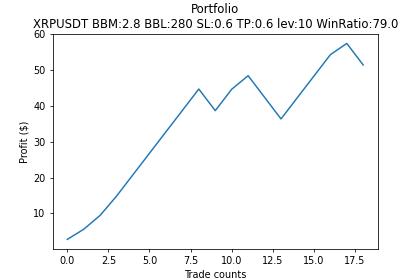 Portfolio
XRPUSDT BBM:2.8 BBL:280 SL:0.6 TP:0.6 lev:10 WinRatio:79.0
60
50
40
30
20
10
Profit ($)
0.0 2.5 5.0 7.5 10.0 12.5 15.0 17.5
Trade counts